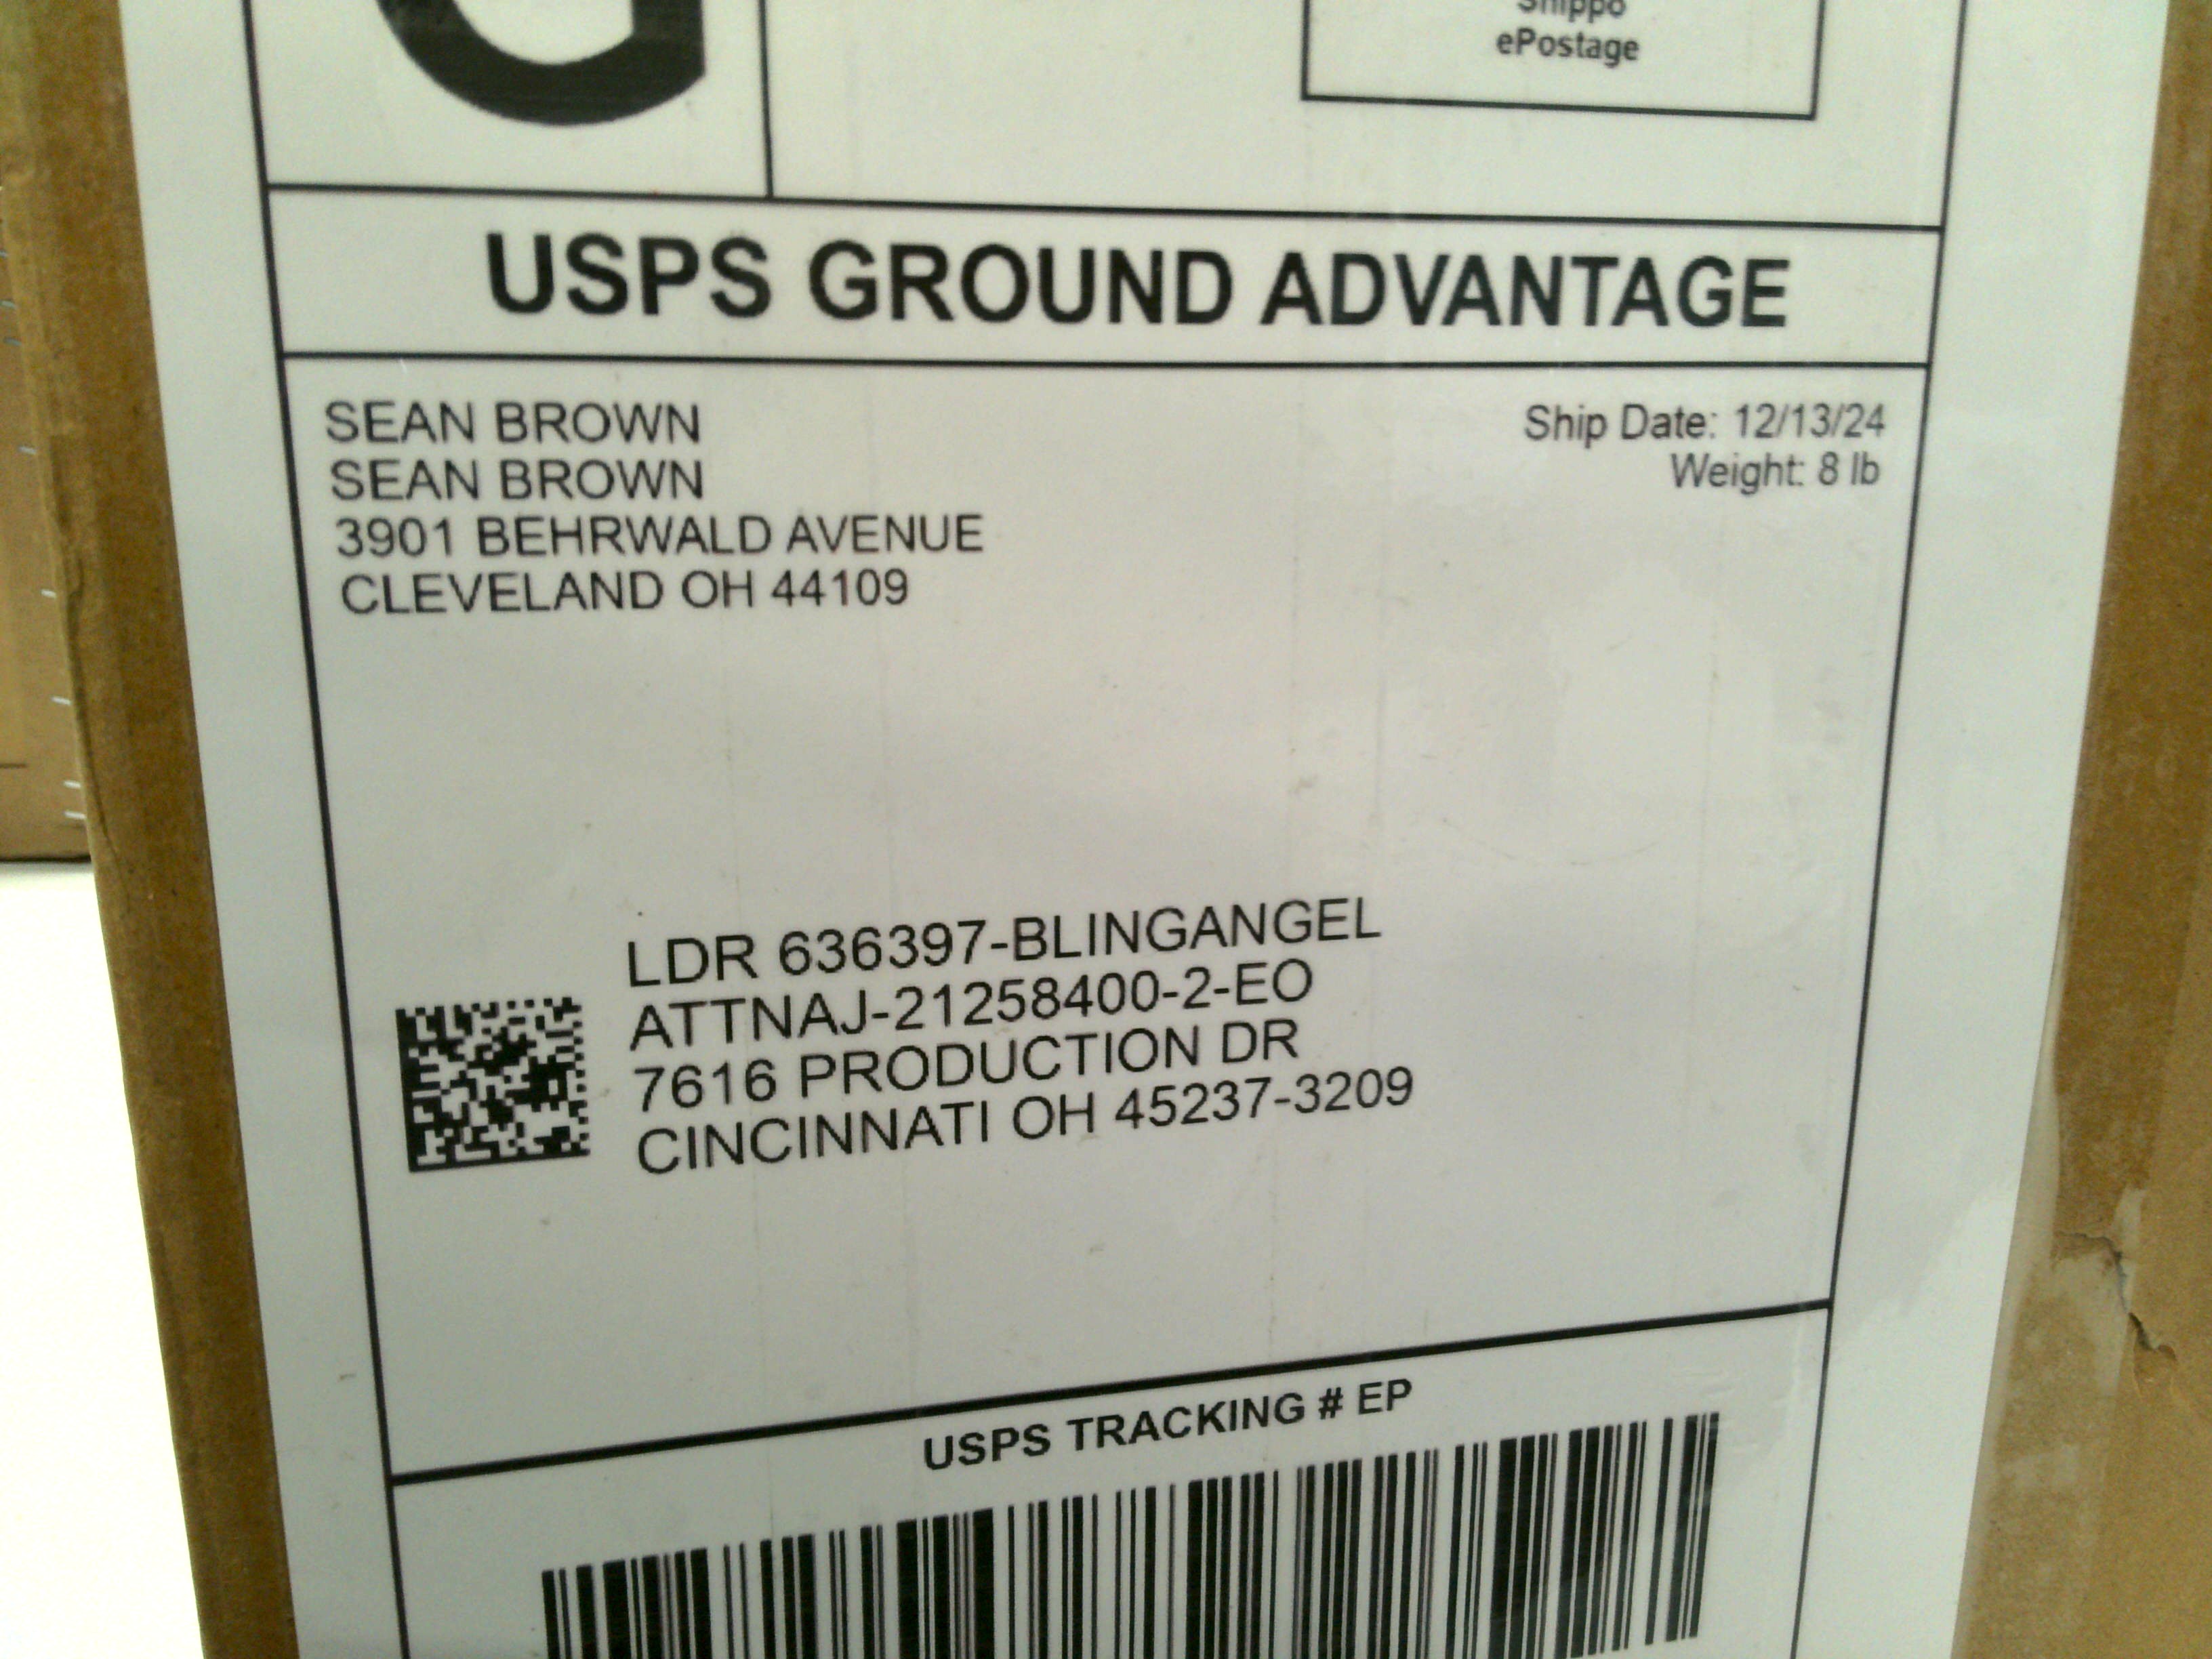 G
Shippo
ePostage
USPS GROUND ADVANTAGE
SEAN BROWN
SEAN BROWN
3901 BEHRWALD AVENUE
CLEVELAND OH 44109
Ship Date: 12/13/24
Weight: 8 lb
LDR 636397-BLINGANGEL
ATTNAJ-21258400-2-EO
7616 PRODUCTION DR
CINCINNATI OH 45237-3209
USPS TRACKING # EP